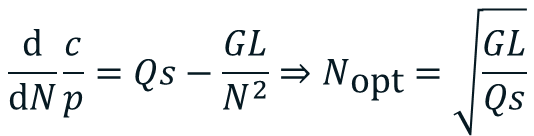 d/dN c/p = Qs − GL/N² ⇒ N_opt = √(GL/Qs)